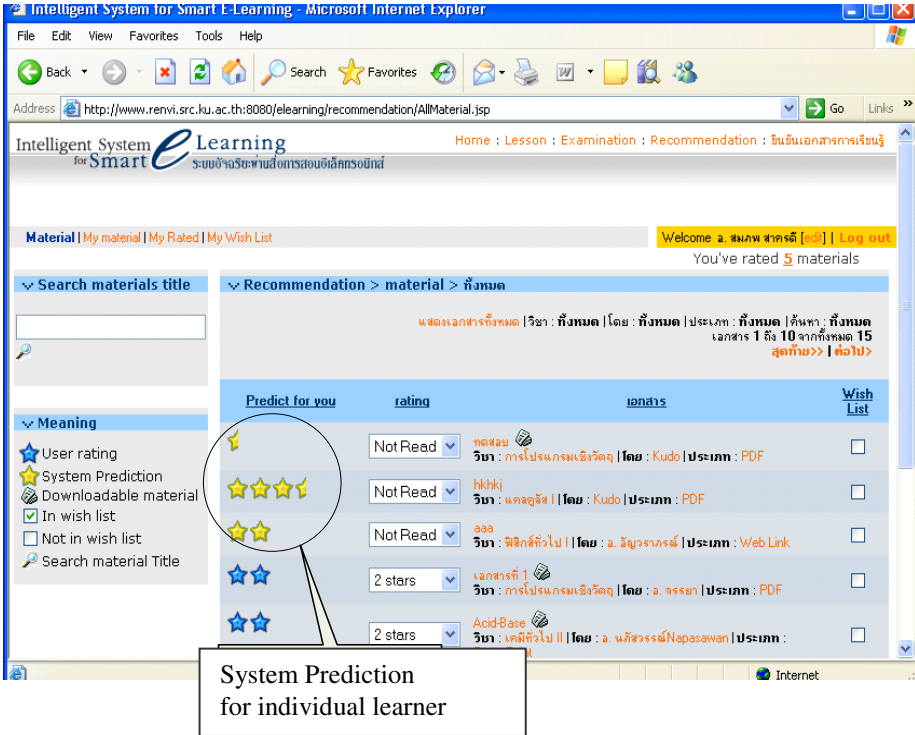 Intelligent System for Smart E-Learning - Microsoft Internet Explorer
File Edit View Favorites Tools Help
Back Search Favorites
Address http://www.renvi.src.ku.ac.th:8080/elearning/recommendation/AllMaterial.jsp Go Links »
Intelligent System e Learning
for Smart
ระบบอัจฉริยะผ่านสื่อการสอนอิเล็กทรอนิกส์
Home : Lesson : Examination : Recommendation : ยืนยันเอกสารการเรียนรู้
Material | My material | My Rated | My Wish List
Welcome อ. สมภพ สาครดี [edit] | Log out
You've rated 5 materials
Search materials title
Recommendation > material > ทั้งหมด
แสดงเอกสารทั้งหมด | วิชา : ทั้งหมด | โดย : ทั้งหมด | ประเภท : ทั้งหมด | ค้นหา : ทั้งหมด
เอกสาร 1 ถึง 10 จากทั้งหมด 15
สุดท้าย>> | ต่อไป>
Predict for you rating เอกสาร Wish List
Meaning
User rating
System Prediction
Downloadable material
In wish list
Not in wish list
Search material Title
Not Read ทดสอบ
วิชา : การโปรแกรมเชิงวัตถุ | โดย : Kudo | ประเภท : PDF
Not Read hkhkj
วิชา : แคลคูลัส I | โดย : Kudo | ประเภท : PDF
Not Read aaa
วิชา : ฟิสิกส์ทั่วไป I | โดย : อ. ธัญวราภรณ์ | ประเภท : Web Link
2 stars เอกสารที่ 1
วิชา : การโปรแกรมเชิงวัตถุ | โดย : อ. จรรยา | ประเภท : PDF
2 stars Acid-Base
วิชา : เคมีทั่วไป II | โดย : อ. นภัสวรรณ์Napasawan | ประเภท :
System Prediction
for individual learner
Internet